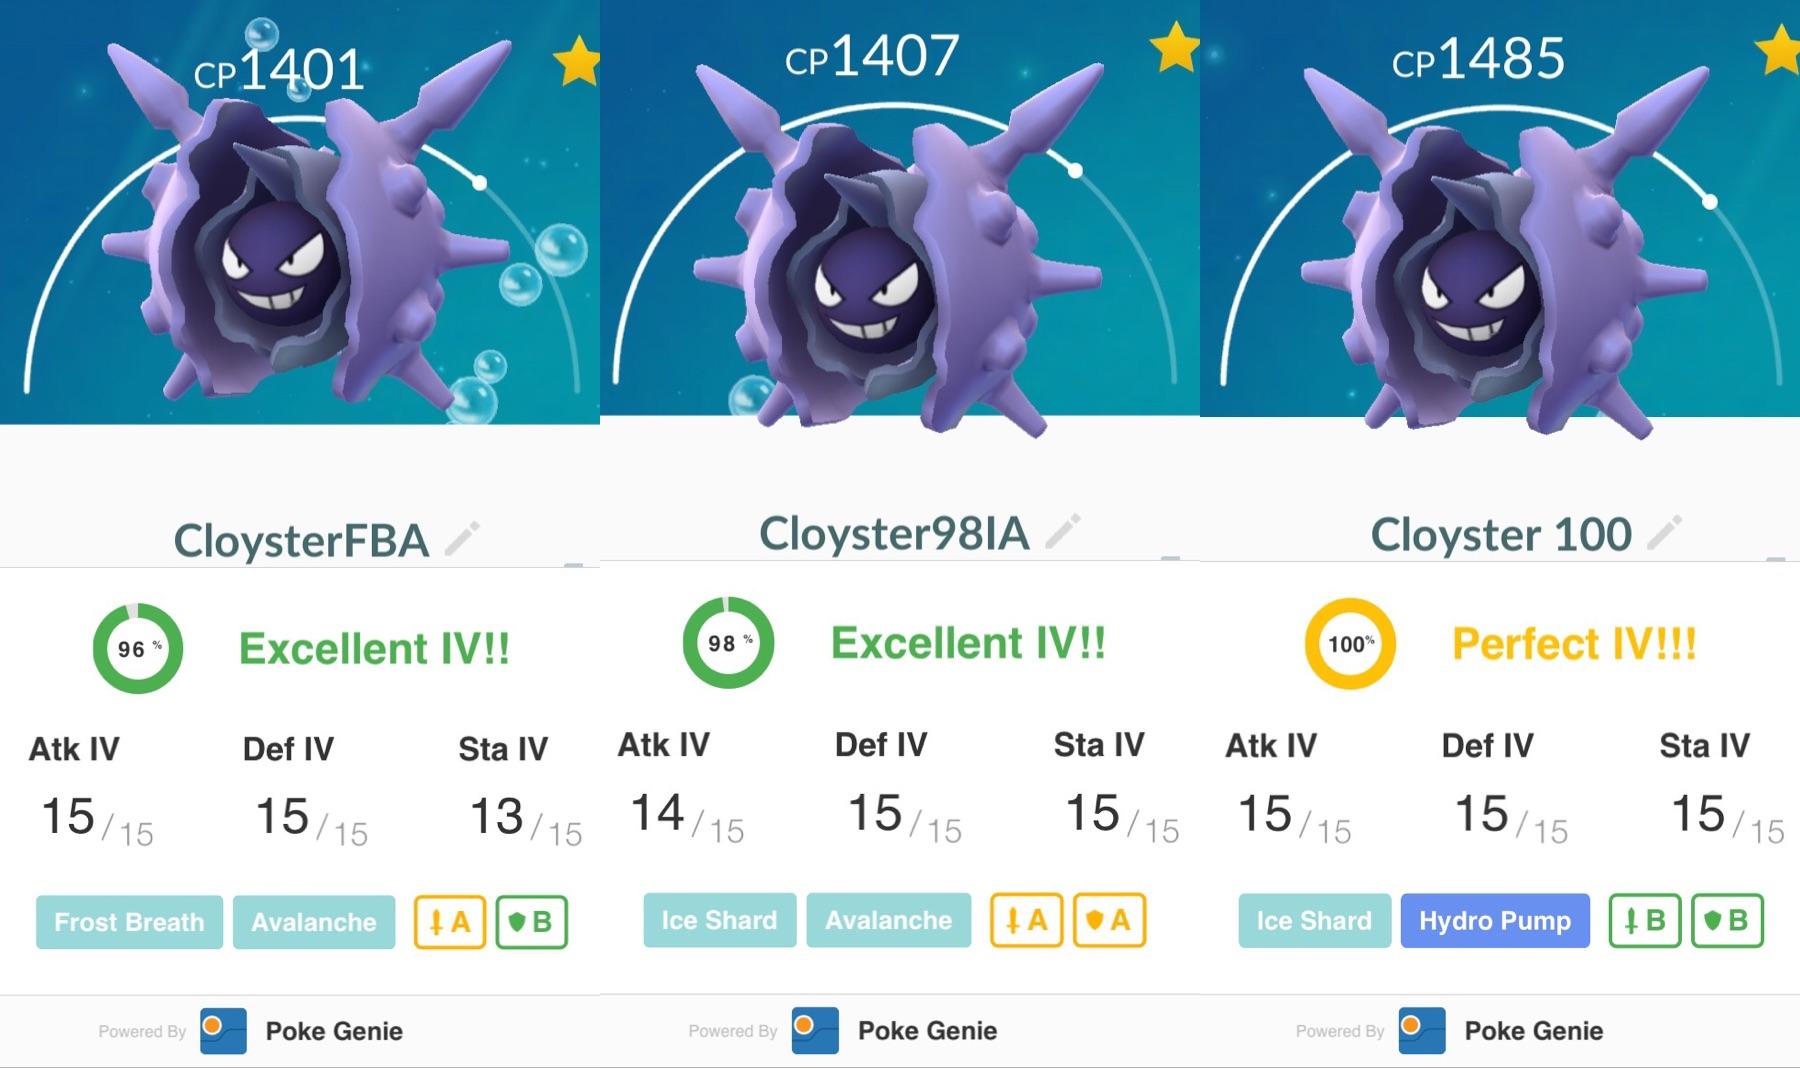 CP1401
CloysterFBA
96 %
Excellent IV!!
Atk IV
Def IV
Sta IV
15/15
15/15
13/15
Frost Breath
Avalanche
A
B
Powered By
Poke Genie
CP1407
Cloyster98IA
98 %
Excellent IV!!
Atk IV
Def IV
Sta IV
14/15
15/15
15/15
Ice Shard
Avalanche
A
A
Powered By
Poke Genie
CP1485
Cloyster 100
100%
Perfect IV!!!
Atk IV
Def IV
Sta IV
15/15
15/15
15/15
Ice Shard
Hydro Pump
B
B
Powered By
Poke Genie